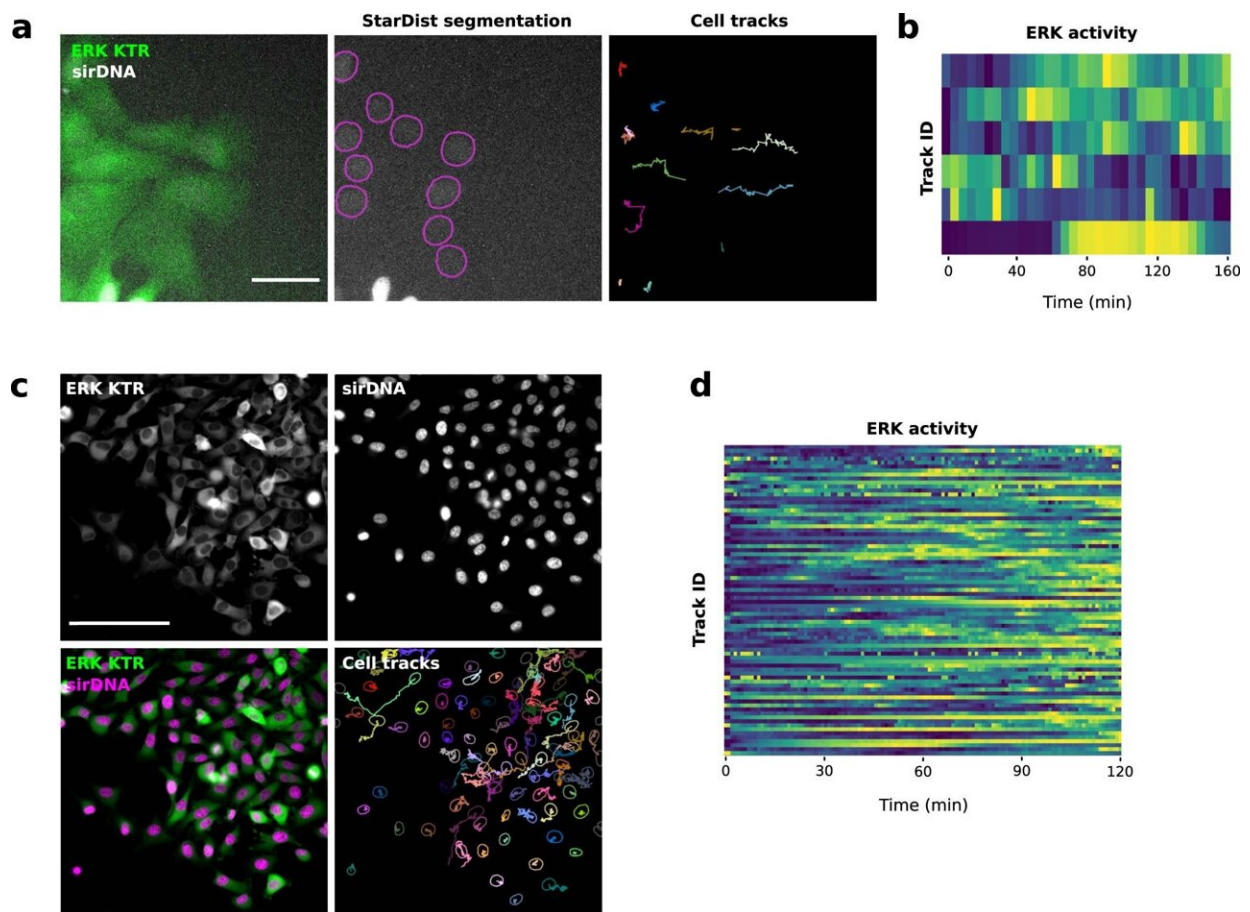 a
StarDist segmentation
Cell tracks
ERK KTR
sirDNA
b
ERK activity
Track ID
0 40 80 120 160
Time (min)
c
ERK KTR
sirDNA
ERK KTR
sirDNA
Cell tracks
d
ERK activity
Track ID
0 30 60 90 120
Time (min)